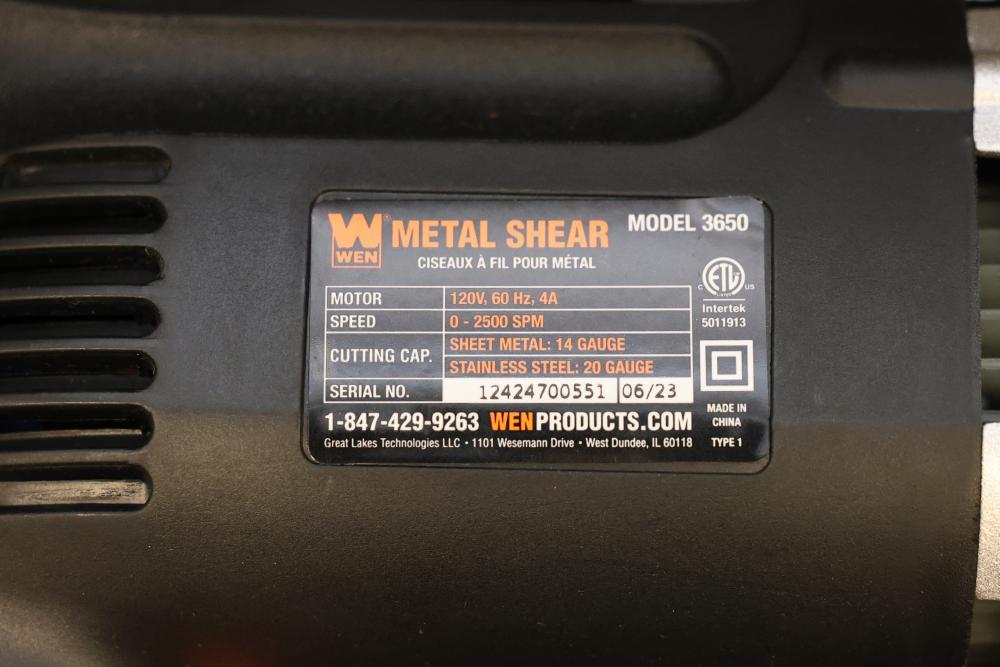 WEN
®
METAL SHEAR
MODEL 3650
CISEAUX À FIL POUR MÉTAL
MOTOR 120V, 60 Hz, 4A
SPEED 0 - 2500 SPM
CUTTING CAP. SHEET METAL: 14 GAUGE
STAINLESS STEEL: 20 GAUGE
SERIAL NO. 12424700551 06/23
C ETL US
LISTED
Intertek
5011913
1-847-429-9263 WENPRODUCTS.COM
Great Lakes Technologies LLC • 1101 Wesemann Drive • West Dundee, IL 60118
MADE IN
CHINA
TYPE 1